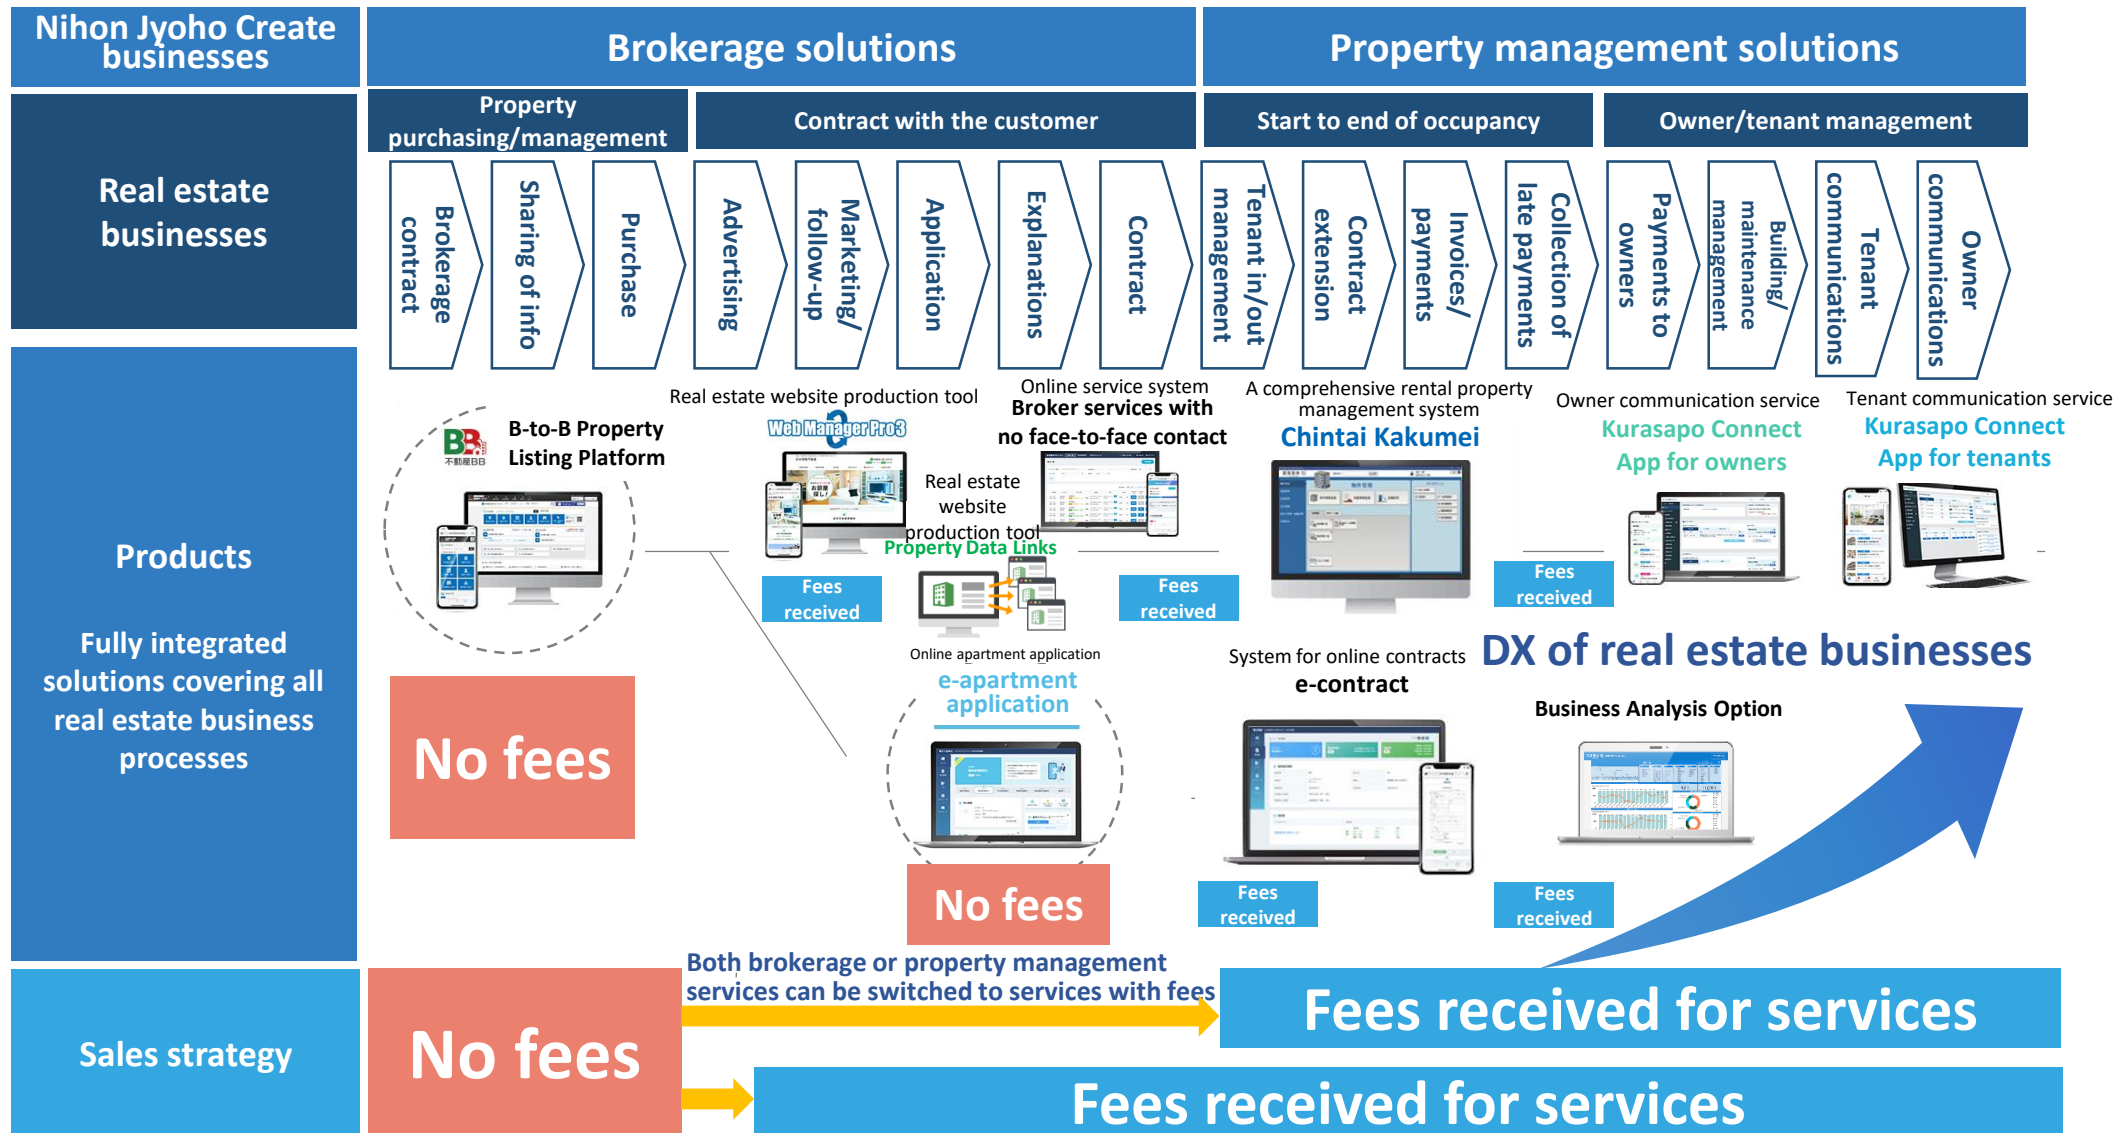 Nihon Jyoho Create
businesses
Brokerage solutions
Property management solutions
Real estate
businesses
Property
purchasing/management
Contract with the customer
Start to end of occupancy
Owner/tenant management
Brokerage
contract
Sharing of info
Purchase
Advertising
Marketing/
follow-up
Application
Explanations
Contract
Tenant in/out
management
Contract
extension
Invoices/
payments
Collection of
late payments
Payments to
owners
Building/
maintenance
management
Tenant
communications
Owner
communications
Products
Fully integrated
solutions covering all
real estate business
processes
BB
不動産BB
B-to-B Property
Listing Platform
No fees
Real estate website production tool
Web Manager Pro3
Fees
received
Real estate
website
production tool
Property Data Links
Online service system
Broker services with
no face-to-face contact
Fees
received
Online apartment application
e-apartment
application
No fees
A comprehensive rental property
management system
Chintai Kakumei
System for online contracts
e-contract
Fees
received
Owner communication service
Kurasapo Connect
App for owners
Fees
received
Tenant communication service
Kurasapo Connect
App for tenants
DX of real estate businesses
Business Analysis Option
Fees
received
Sales strategy
No fees
Both brokerage or property management
services can be switched to services with fees
Fees received for services
Fees received for services